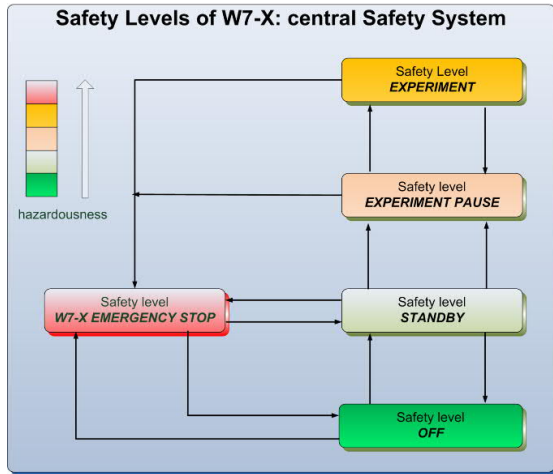 Safety Levels of W7-X: central Safety System
Safety Level
EXPERIMENT
hazardousness
Safety level
EXPERIMENT PAUSE
Safety level
W7-X EMERGENCY STOP
Safety level
STANDBY
Safety level
OFF